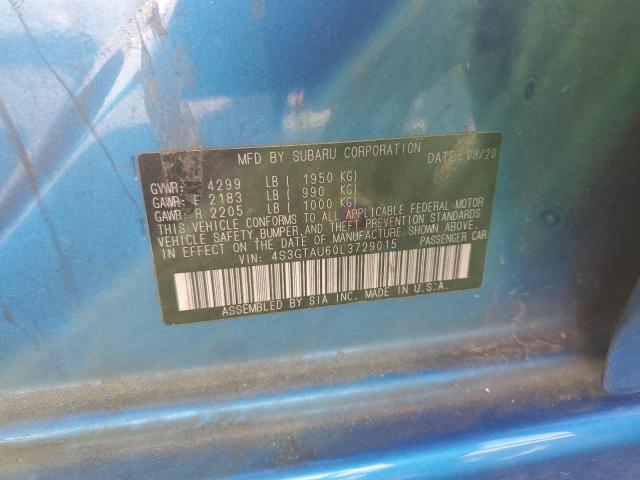 MFD BY SUBARU CORPORATION DATE: 08/20
GVWR: 4299 LB ( 1950 KG)
GAWR: F 2183 LB ( 990 KG)
GAWR: R 2205 LB ( 1000 KG)
THIS VEHICLE CONFORMS TO ALL APPLICABLE FEDERAL MOTOR
VEHICLE SAFETY, BUMPER, AND THEFT PREVENTION STANDARDS
IN EFFECT ON THE DATE OF MANUFACTURE SHOWN ABOVE.
VIN: 4S3GTAU60L3729015 PASSENGER CAR
ASSEMBLED BY SIA INC. MADE IN U.S.A.